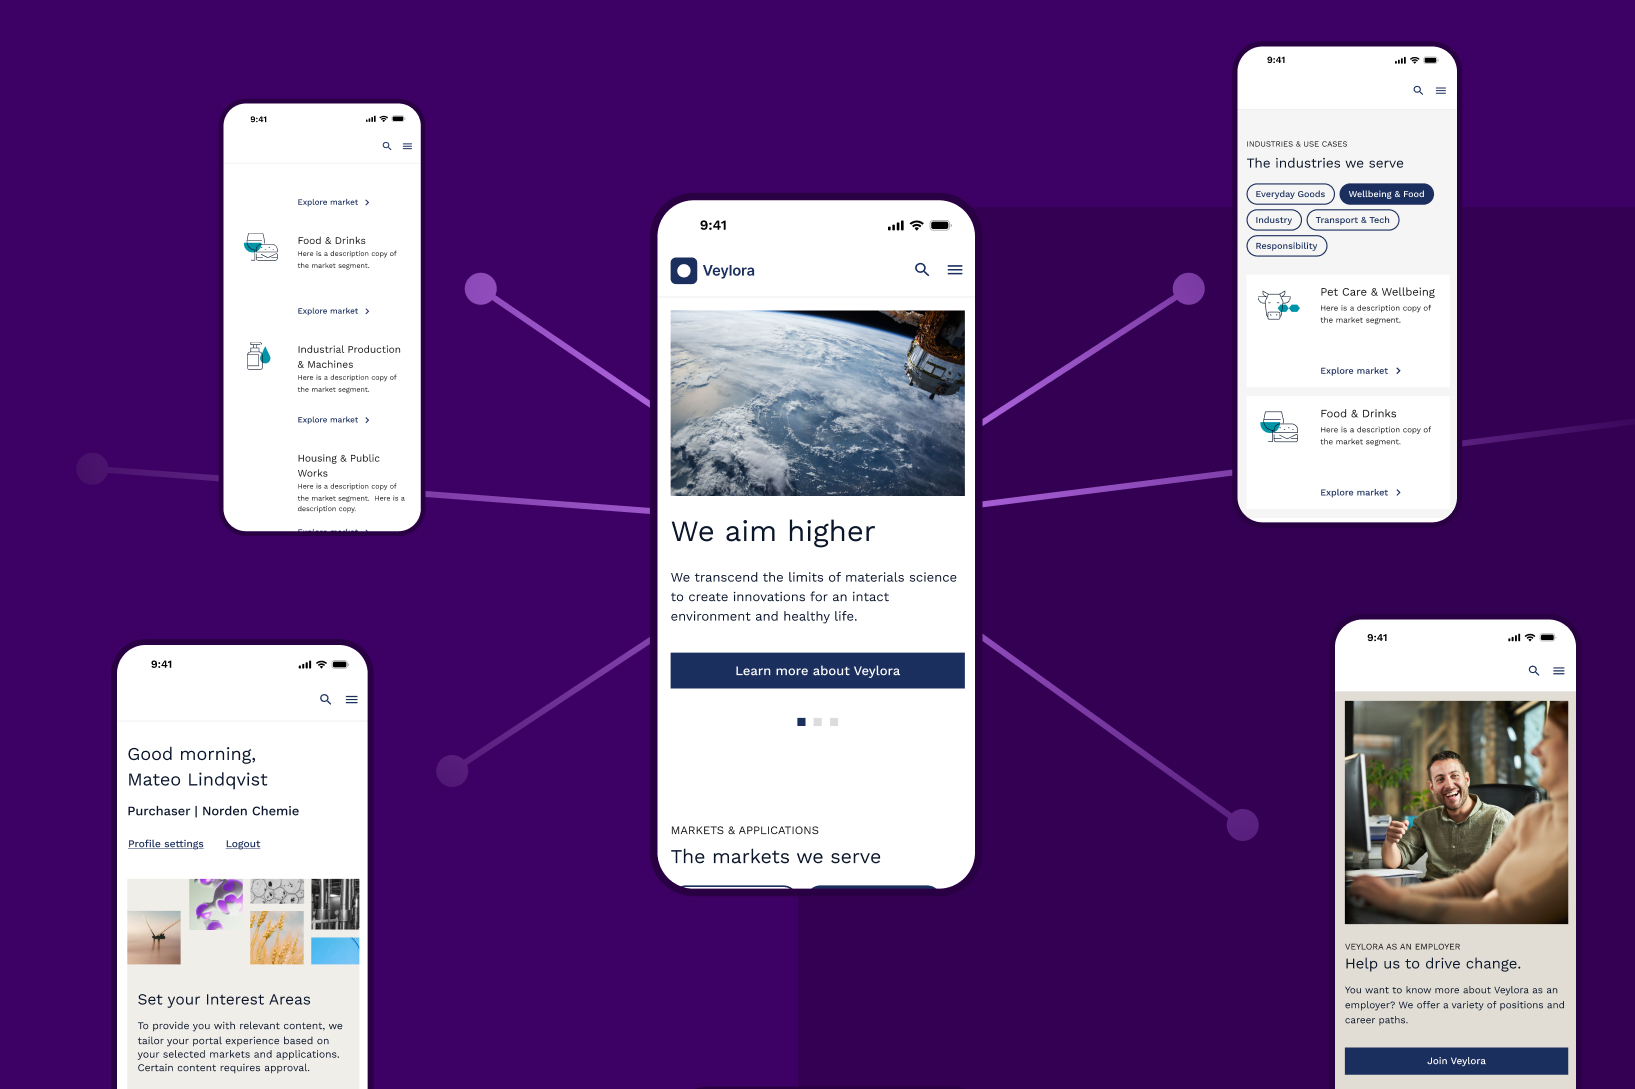 9:41
Explore market
Food & Drinks
Here is a description copy of
the market segment.
Explore market
Industrial Production
& Machines
Here is a description copy of
the market segment.
Explore market
Housing & Public
Works
Here is a description copy of
the market segment. Here is a
description copy.
Explore market
9:41
Good morning,
Mateo Lindqvist
Purchaser | Norden Chemie
Profile settings Logout
Set your Interest Areas
To provide you with relevant content, we
tailor your portal experience based on
your selected markets and applications.
Certain content requires approval.
9:41
Veylora
We aim higher
We transcend the limits of materials science
to create innovations for an intact
environment and healthy life.
Learn more about Veylora
MARKETS & APPLICATIONS
The markets we serve
9:41
INDUSTRIES & USE CASES
The industries we serve
Everyday Goods Wellbeing & Food
Industry Transport & Tech
Responsibility
Pet Care & Wellbeing
Here is a description copy of
the market segment.
Explore market
Food & Drinks
Here is a description copy of
the market segment.
Explore market
9:41
VEYLORA AS AN EMPLOYER
Help us to drive change.
You want to know more about Veylora as an
employer? We offer a variety of positions and
career paths.
Join Veylora